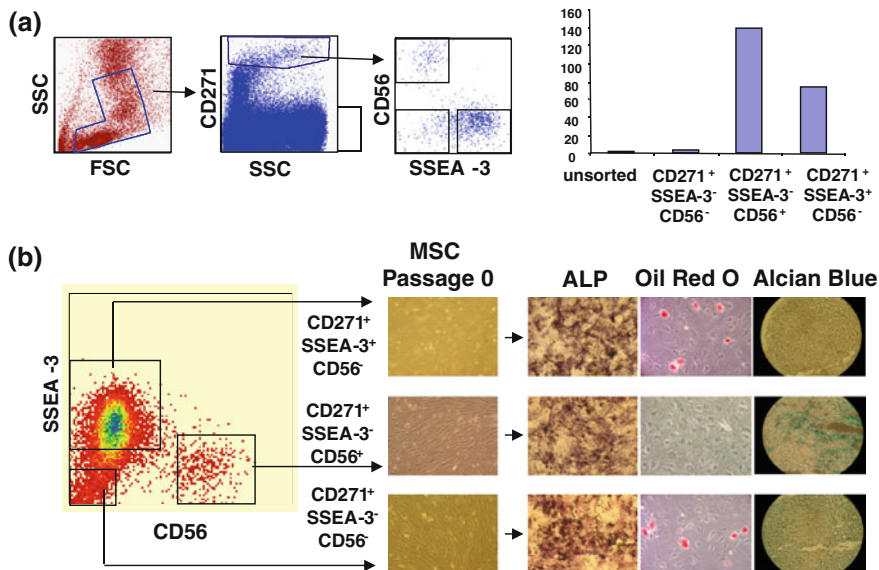 (a)
SSC
FSC
CD271
SSC
CD56
SSEA -3
160
140
120
100
80
60
40
20
0
unsorted
CD271⁺
SSEA-3⁻
CD56⁻
CD271⁺
SSEA-3⁻
CD56⁺
CD271⁺
SSEA-3⁺
CD56⁻
(b)
MSC
Passage 0
ALP
Oil Red O
Alcian Blue
SSEA -3
CD56
CD271⁺
SSEA-3⁺
CD56⁻
CD271⁺
SSEA-3⁻
CD56⁺
CD271⁺
SSEA-3⁻
CD56⁻